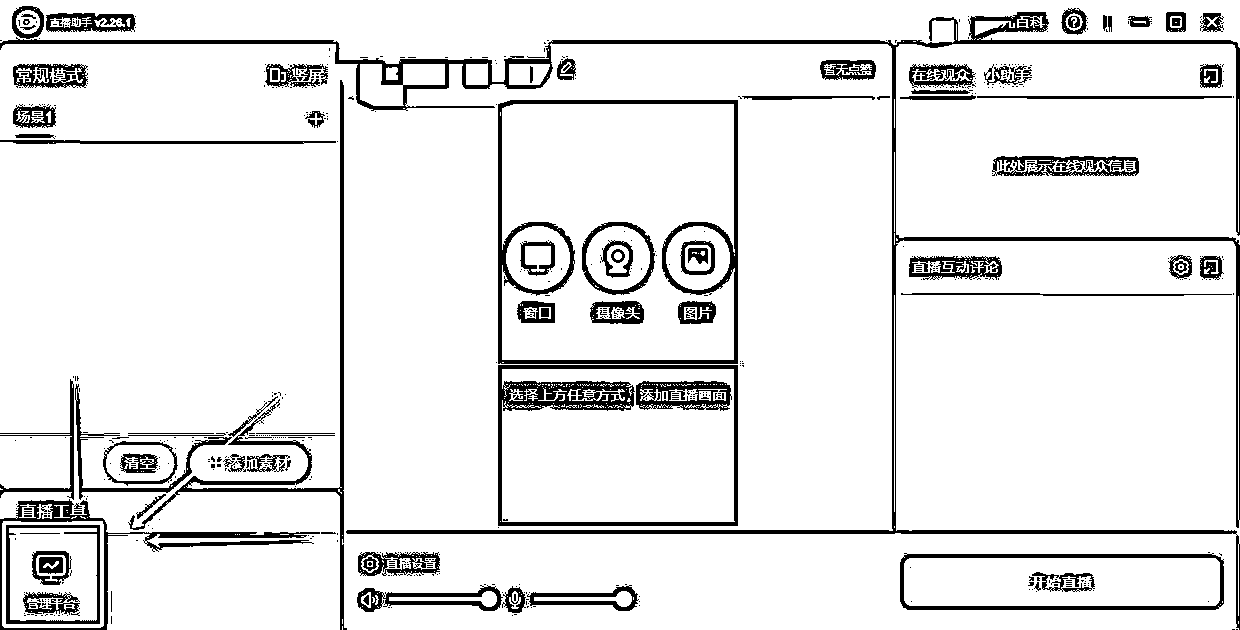 直播助手 v2.26.1
百科
常规模式
竖屏
暂无点赞
在线观众
小助手
场景1
此处展示在线观众信息
直播互动评论
窗口
摄像头
图片
选择上方任意方式，添加直播画面
清空
添加素材
直播工具
管理平台
直播设置
开始直播